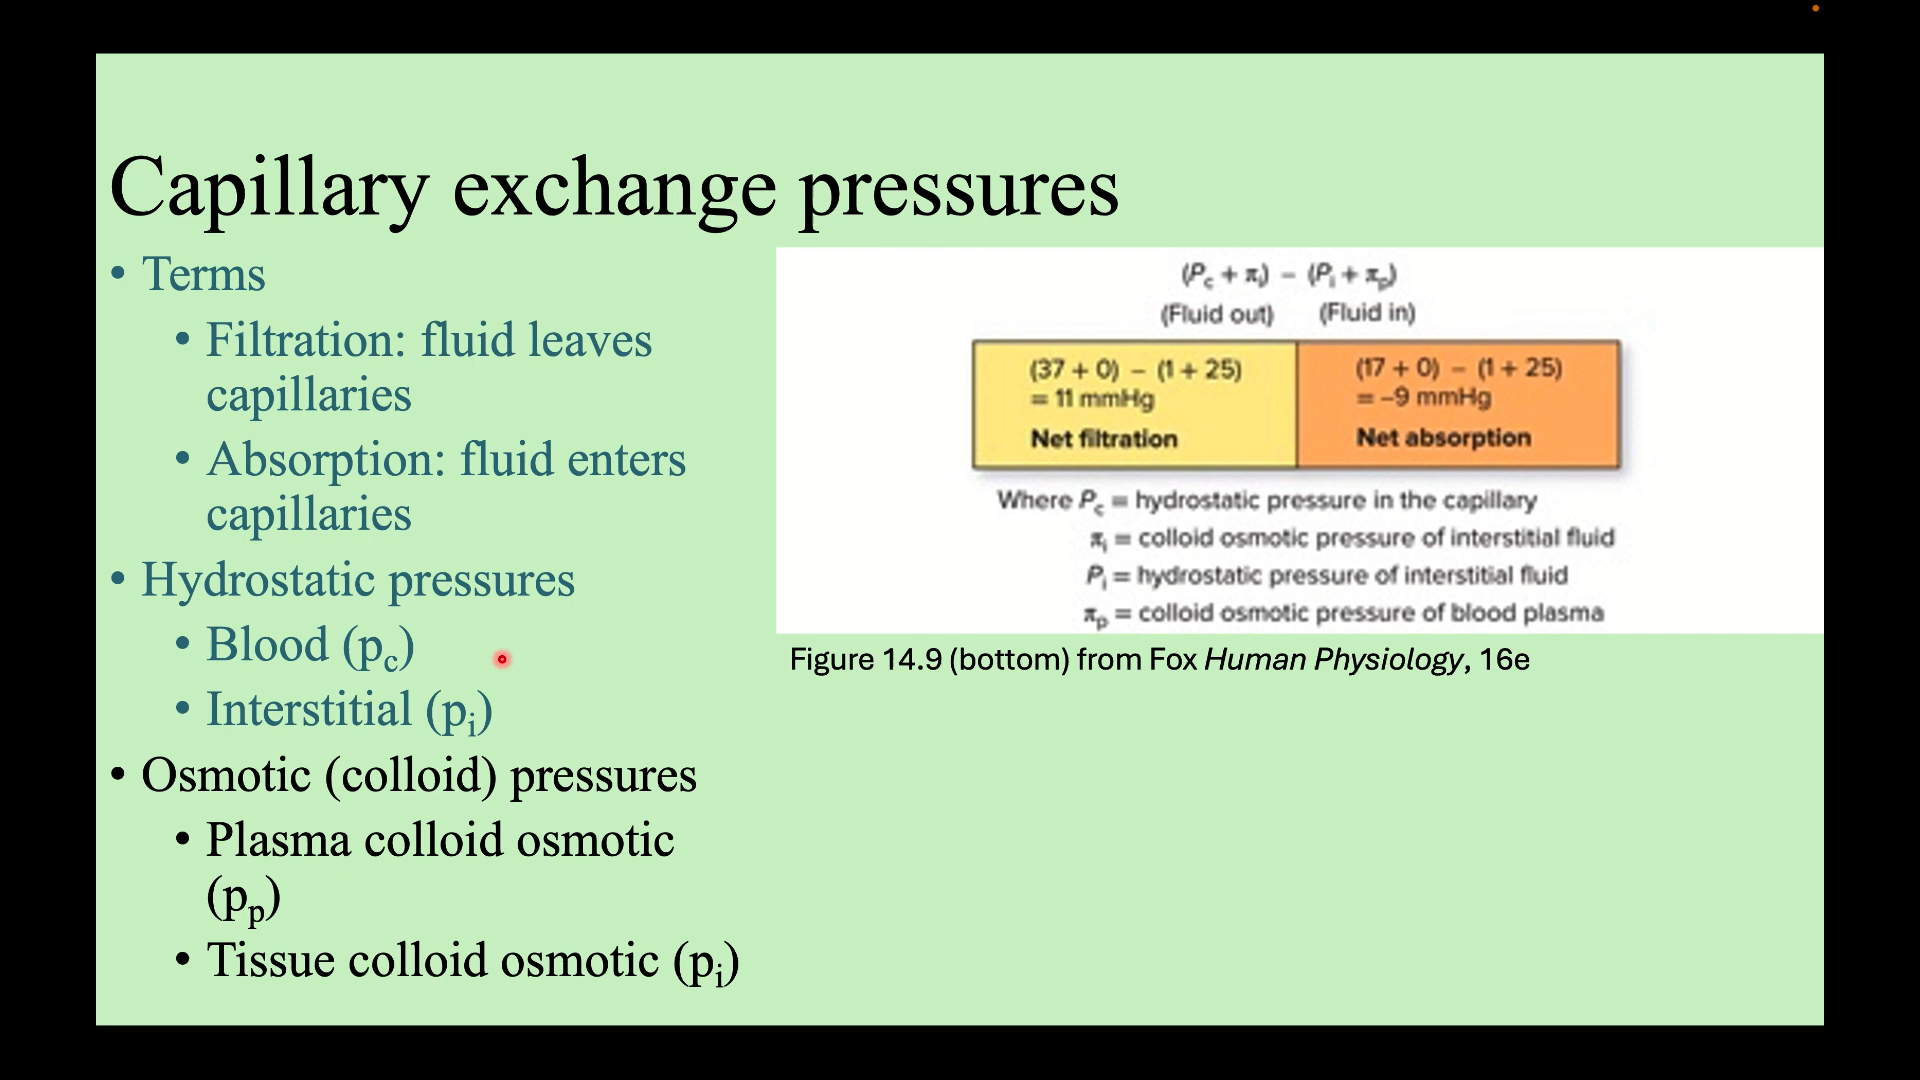 Capillary exchange pressures
• Terms
• Filtration: fluid leaves
capillaries
• Absorption: fluid enters
capillaries
• Hydrostatic pressures
• Blood (pc)
• Interstitial (pi)
• Osmotic (colloid) pressures
• Plasma colloid osmotic
(pp)
• Tissue colloid osmotic (pi)
(Pc + πi) – (Pi + πp)
(Fluid out) (Fluid in)
(37 + 0) – (1 + 25)
= 11 mmHg
Net filtration
(17 + 0) – (1 + 25)
= –9 mmHg
Net absorption
Where Pc = hydrostatic pressure in the capillary
πi = colloid osmotic pressure of interstitial fluid
Pi = hydrostatic pressure of interstitial fluid
πp = colloid osmotic pressure of blood plasma
Figure 14.9 (bottom) from Fox Human Physiology, 16e